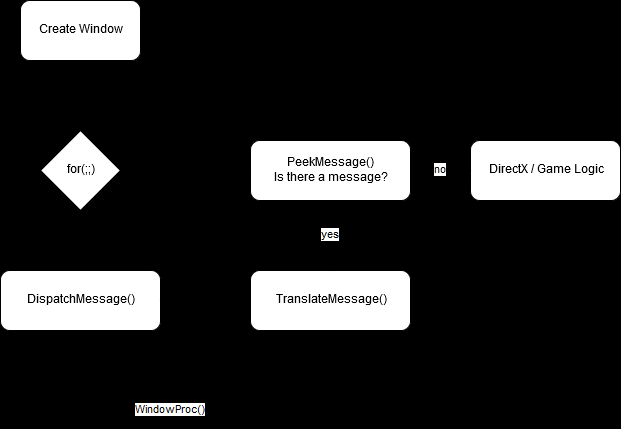 Create Window
for(;;)
PeekMessage()
Is there a message?
no
DirectX / Game Logic
yes
DispatchMessage()
TranslateMessage()
WindowProc()